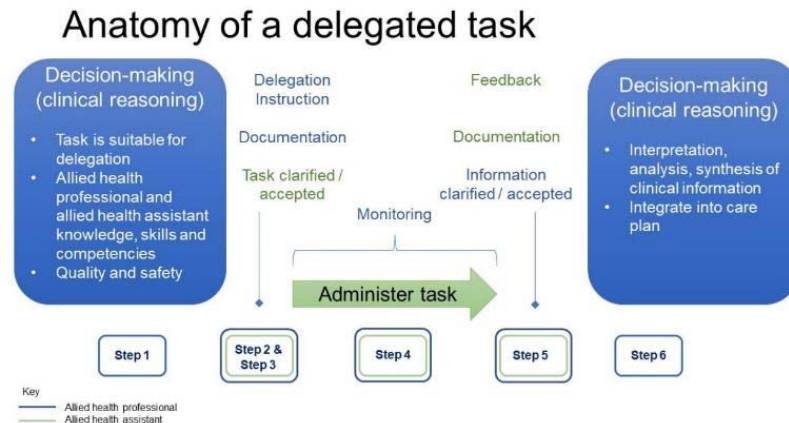 Anatomy of a delegated task
Decision-making
(clinical reasoning)
• Task is suitable for
delegation
• Allied health
professional and
allied health assistant
knowledge, skills and
competencies
• Quality and safety
Delegation
Instruction
Documentation
Task clarified /
accepted
Monitoring
Administer task
Feedback
Documentation
Information
clarified / accepted
Decision-making
(clinical reasoning)
• Interpretation,
analysis, synthesis of
clinical information
• Integrate into care
plan
Step 1
Step 2 &
Step 3
Step 4
Step 5
Step 6
Key
Allied health professional
Allied health assistant